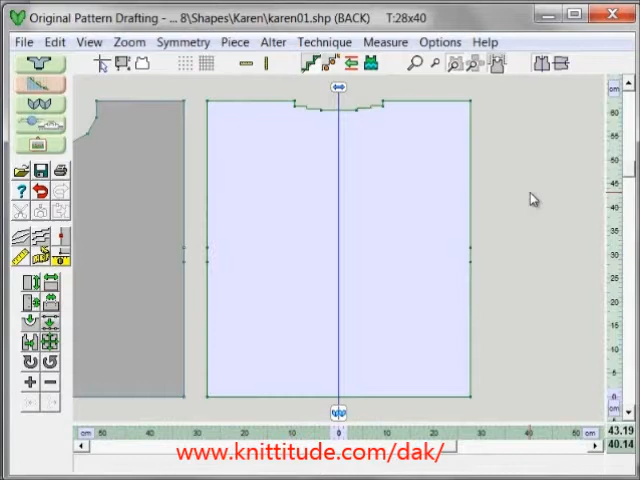 Original Pattern Drafting - ... 8\Shapes\Karen\karen01.shp (BACK) T:28x40
File Edit View Zoom Symmetry Piece Alter Technique Measure Options Help
cm
60
55
50
45
40
35
30
25
20
15
10
5
0
cm
cm 50 40 30 20 10 0 10 20 30 40 50 cm
43.19
40.14
www.knittitude.com/dak/